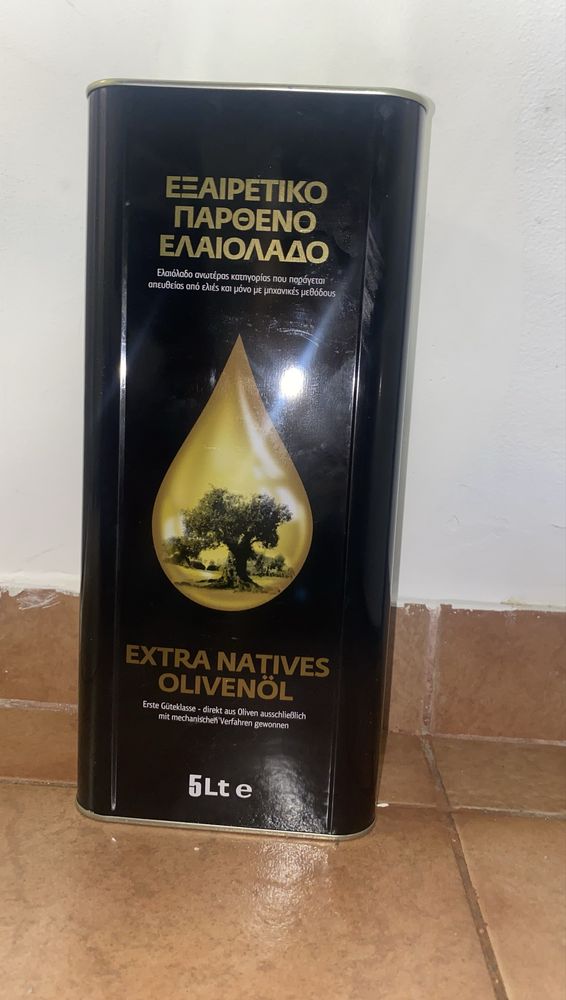 ΕΞΑΙΡΕΤΙΚΟ
ΠΑΡΘΕΝΟ
ΕΛΑΙΟΛΑΔΟ
Ελαιόλαδο ανωτέρας κατηγορίας που παράγεται
απευθείας από ελιές και μόνο με μηχανικές μεθόδους
EXTRA NATIVES
OLIVENÖL
Erste Güteklasse - direkt aus Oliven ausschließlich
mit mechanischen Verfahren gewonnen
5Lt e